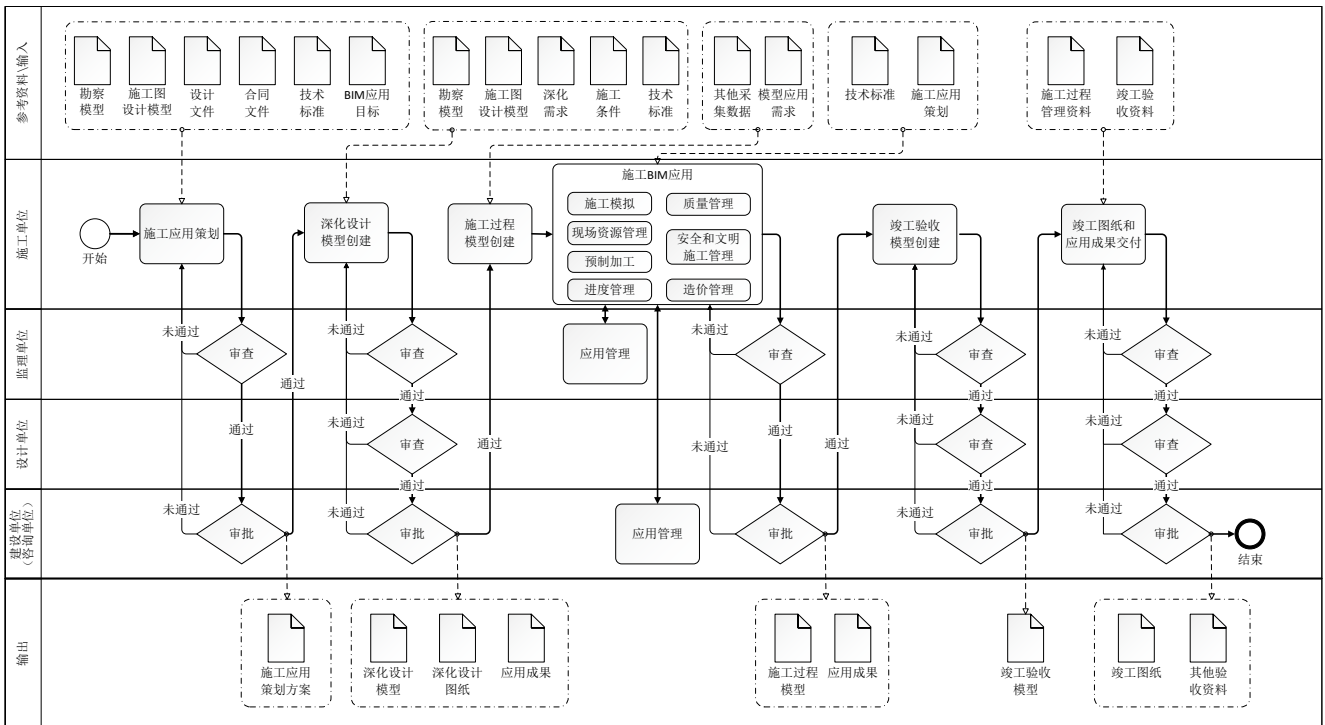 参考资料\输入
勘察
模型
施工图
设计模型
设计
文件
合同
文件
技术
标准
BIM应用
目标
勘察
模型
施工图
设计模型
深化
需求
施工
条件
技术
标准
其他采
集数据
模型应用
需求
技术标准
施工应用
策划
施工过程
管理资料
竣工验
收资料
施工单位
开始
施工应用策划
深化设计
模型创建
施工过程
模型创建
施工BIM应用
施工模拟
现场资源管理
预制加工
进度管理
质量管理
安全和文明
施工管理
造价管理
竣工验收
模型创建
竣工图纸和
应用成果交付
监理单位
未通过
审查
通过
未通过
审查
通过
应用管理
未通过
审查
未通过
审查
通过
未通过
审查
通过
设计单位
通过
未通过
审查
通过
通过
未通过
通过
通过
未通过
审查
通过
未通过
审查
通过
建设单位
（咨询单位）
未通过
审批
未通过
审批
应用管理
审批
未通过
审批
未通过
审批
结束
输出
施工应用
策划方案
深化设计
模型
深化设计
图纸
应用成果
施工过程
模型
应用成果
竣工验收
模型
竣工图纸
其他验
收资料